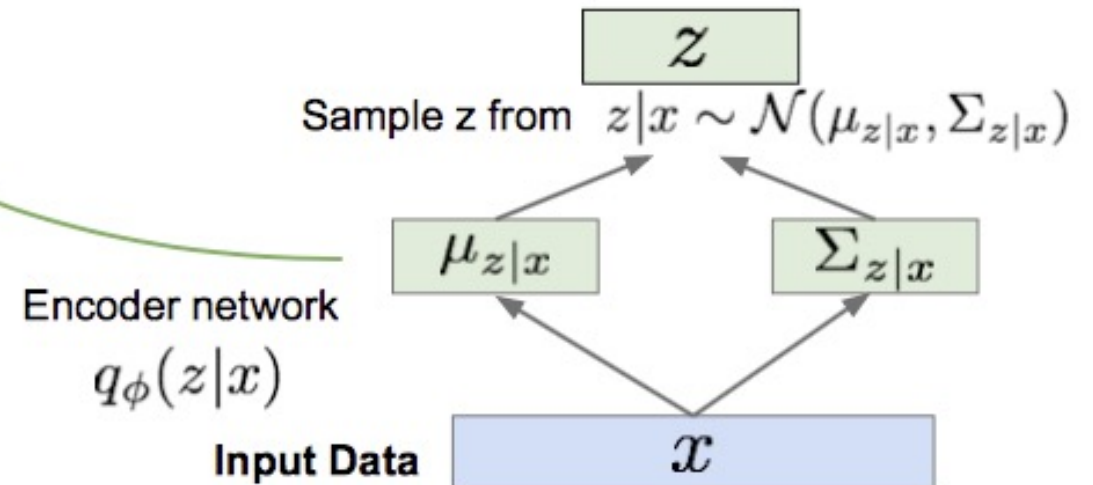 z
Sample z from z|x ~ 𝒩(μ_{z|x}, Σ_{z|x})
μ_{z|x} Σ_{z|x}
Encoder network
q_ϕ(z|x)
Input Data x